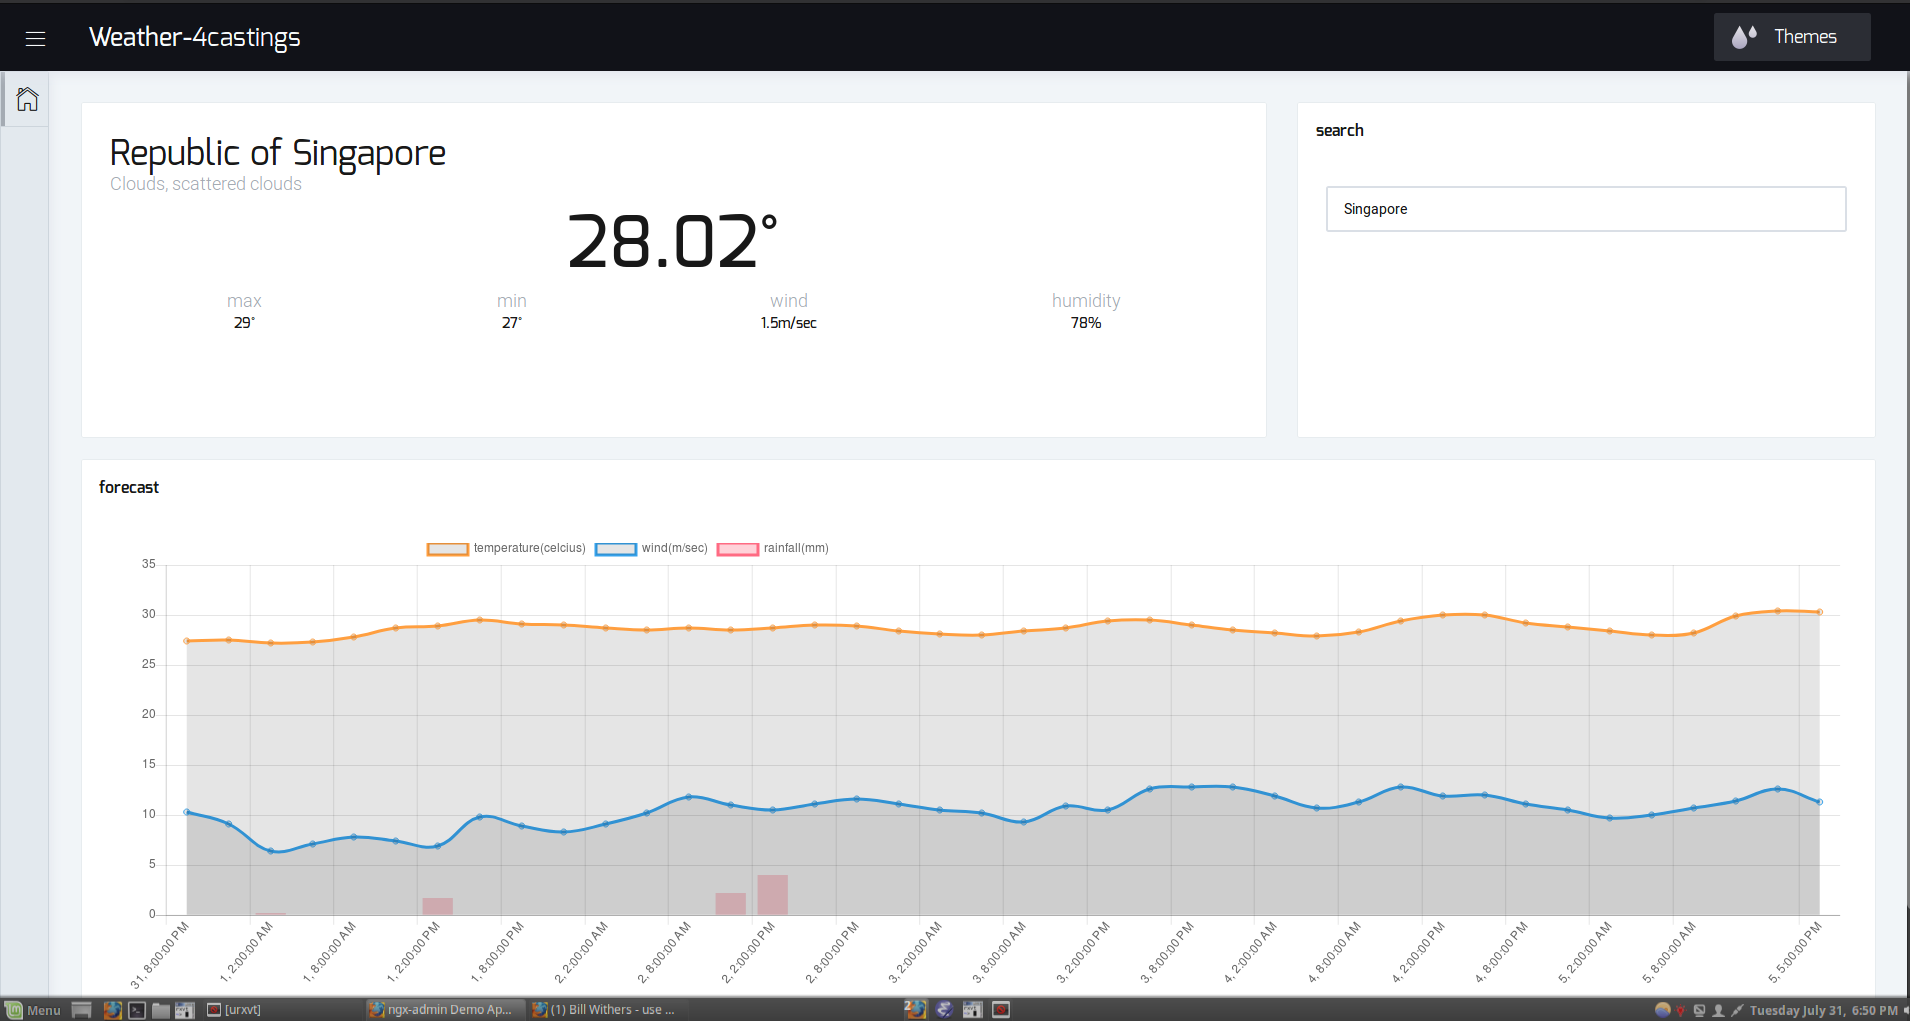 Weather-4castings
Themes
Republic of Singapore
Clouds, scattered clouds
28.02°
max
29°
min
27°
wind
1.5m/sec
humidity
78%
search
Singapore
forecast
temperature(celcius)
wind(m/sec)
rainfall(mm)
35
30
25
20
15
10
5
0
31, 8:00:00 PM
1, 2:00:00 AM
1, 8:00:00 AM
1, 2:00:00 PM
1, 8:00:00 PM
2, 2:00:00 AM
2, 8:00:00 AM
2, 2:00:00 PM
2, 8:00:00 PM
3, 2:00:00 AM
3, 8:00:00 AM
3, 2:00:00 PM
3, 8:00:00 PM
4, 2:00:00 AM
4, 8:00:00 AM
4, 2:00:00 PM
4, 8:00:00 PM
5, 2:00:00 AM
5, 8:00:00 AM
5, 5:00:00 PM
Menu
[urxvt]
ngx-admin Demo Ap...
(1) Bill Withers - use ...
2
Tuesday July 31, 6:50 PM